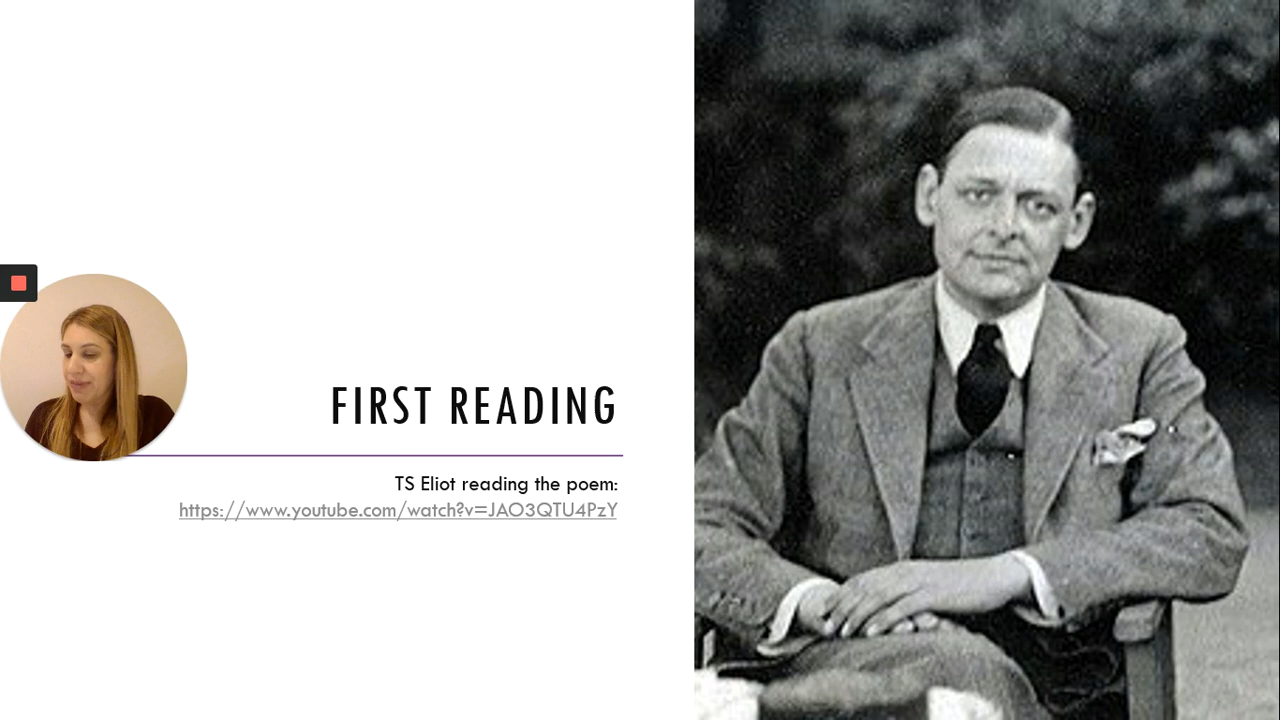 FIRST READING
TS Eliot reading the poem:
https://www.youtube.com/watch?v=JAO3QTU4PzY